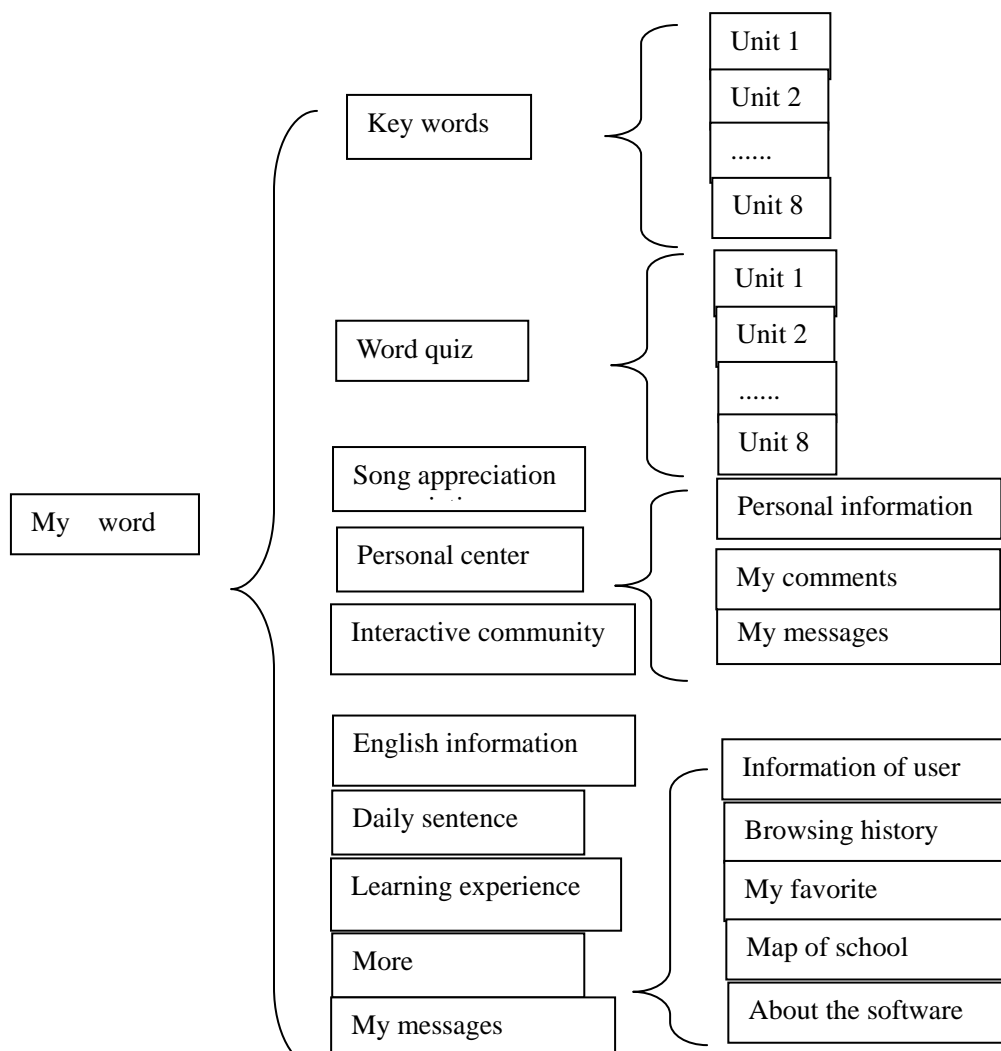 My word
Key words
Unit 1
Unit 2
......
Unit 8
Word quiz
Unit 1
Unit 2
......
Unit 8
Song appreciation
Personal center
Personal information
My comments
My messages
Interactive community
English information
Daily sentence
Learning experience
More
Information of user
Browsing history
My favorite
Map of school
About the software
My messages